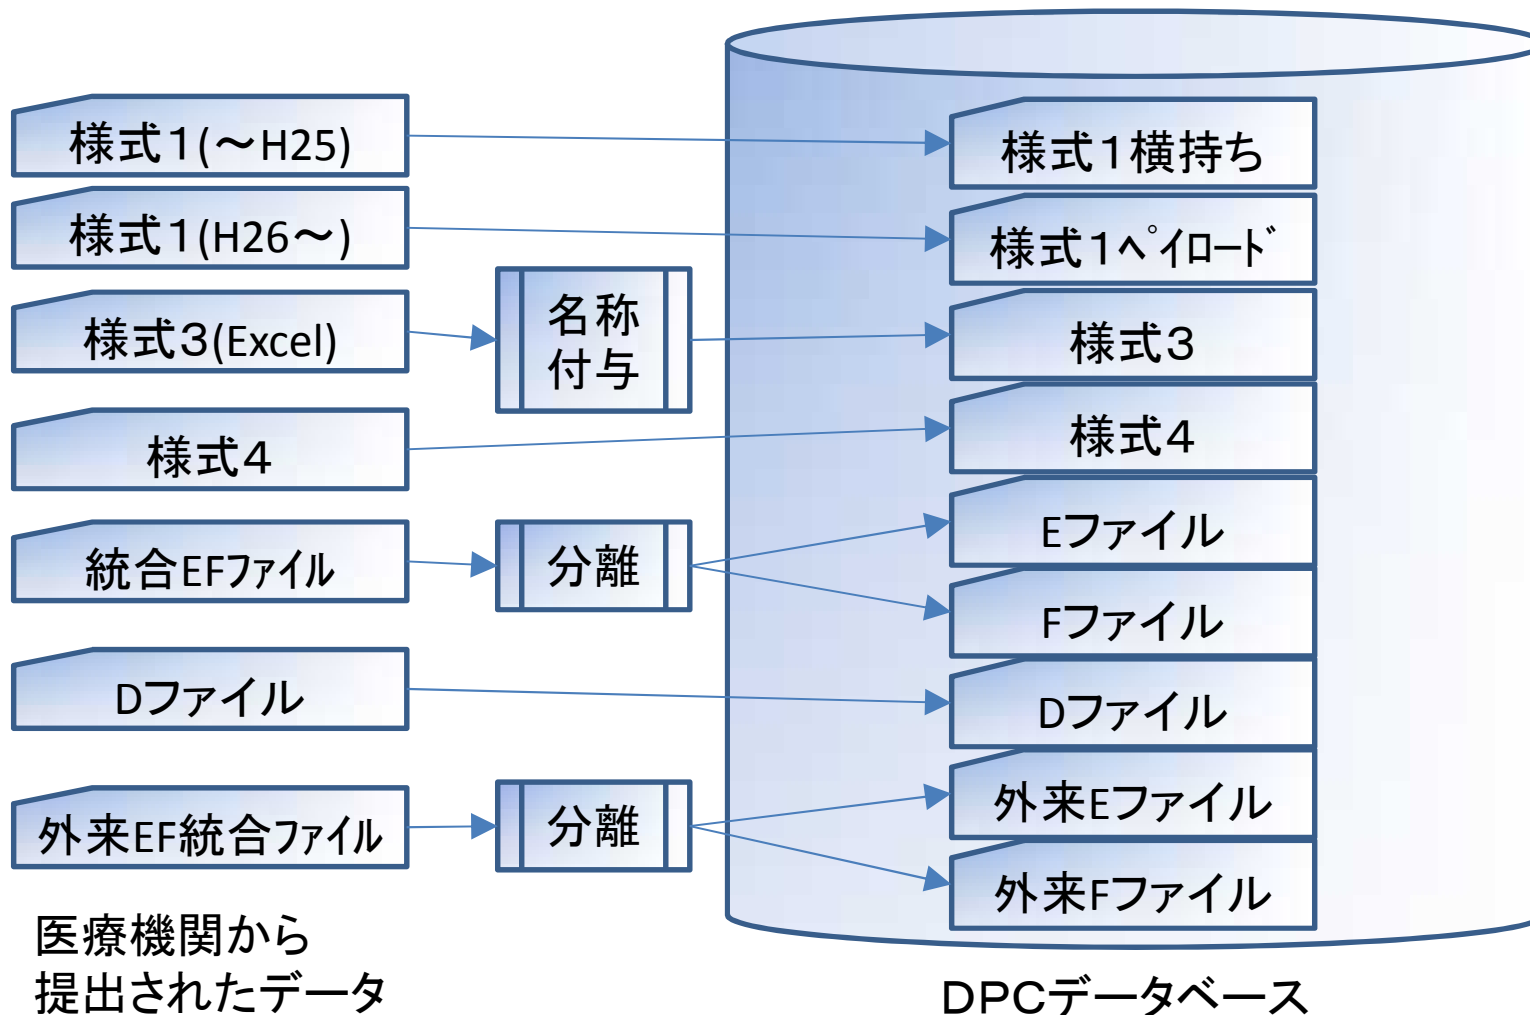 様式１(～H25)
様式１(H26～)
様式３(Excel)
様式４
統合EFﾌｧｲﾙ
Dファイル
外来EF統合ﾌｧｲﾙ
医療機関から
提出されたデータ
名称
付与
分離
分離
様式１横持ち
様式１ﾍﾟｲﾛｰﾄﾞ
様式３
様式４
Eファイル
Fファイル
Dファイル
外来Eファイル
外来Fファイル
ＤＰＣデータベース